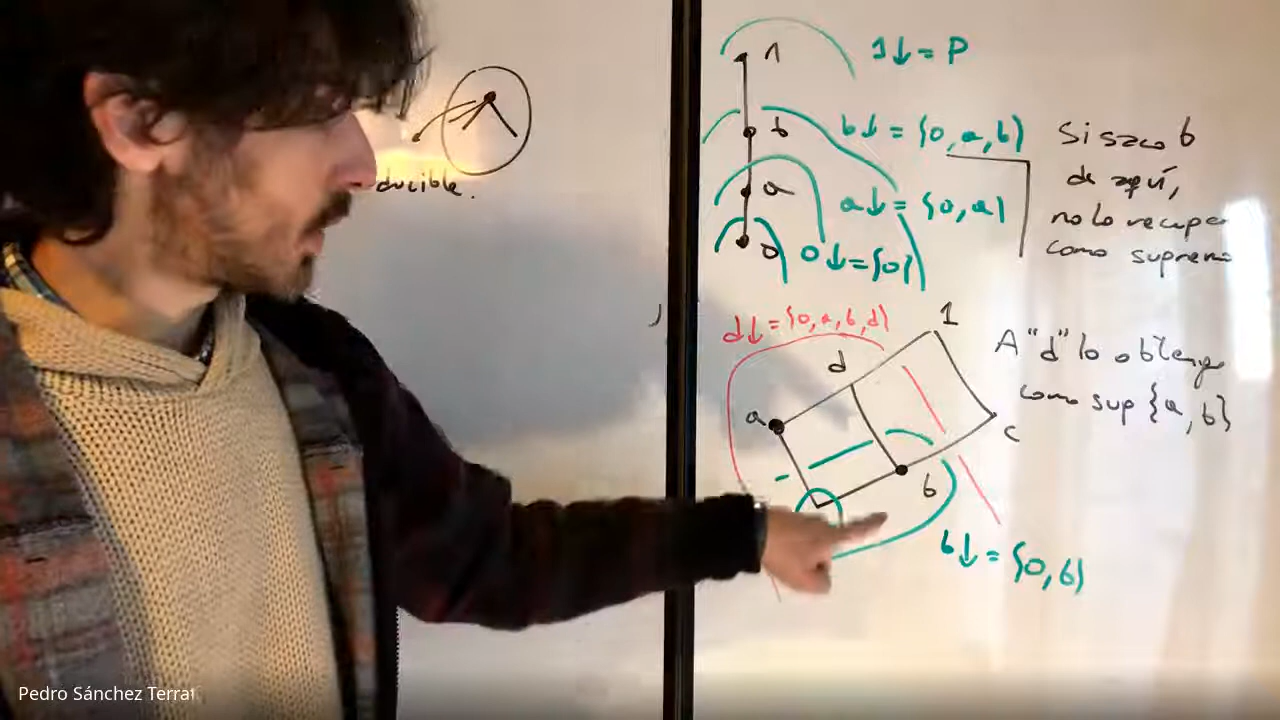 ducible.
1
1↓ = P
b
b↓ = {0, a, b}
a
a↓ = {0, a}
0
0↓ = {0}
Si saco b
de aquí,
no lo recupe
como supremo
d↓ = {0, a, b, d}
1
d
a
c
b
A "d" lo obtengo
como sup {a, b}
b↓ = {0, b}
Pedro Sánchez Terraf